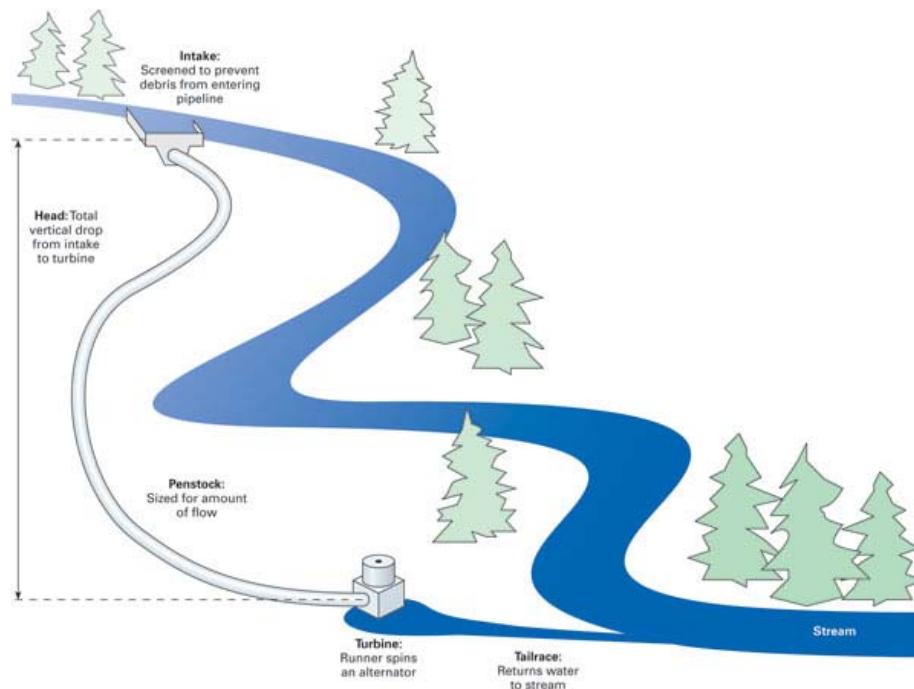 Intake:
Screened to prevent
debris from entering
pipeline
Head: Total
vertical drop
from intake
to turbine
Penstock:
Sized for amount
of flow
Stream
Turbine:
Runner spins
an alternator
Tailrace:
Returns water
to stream